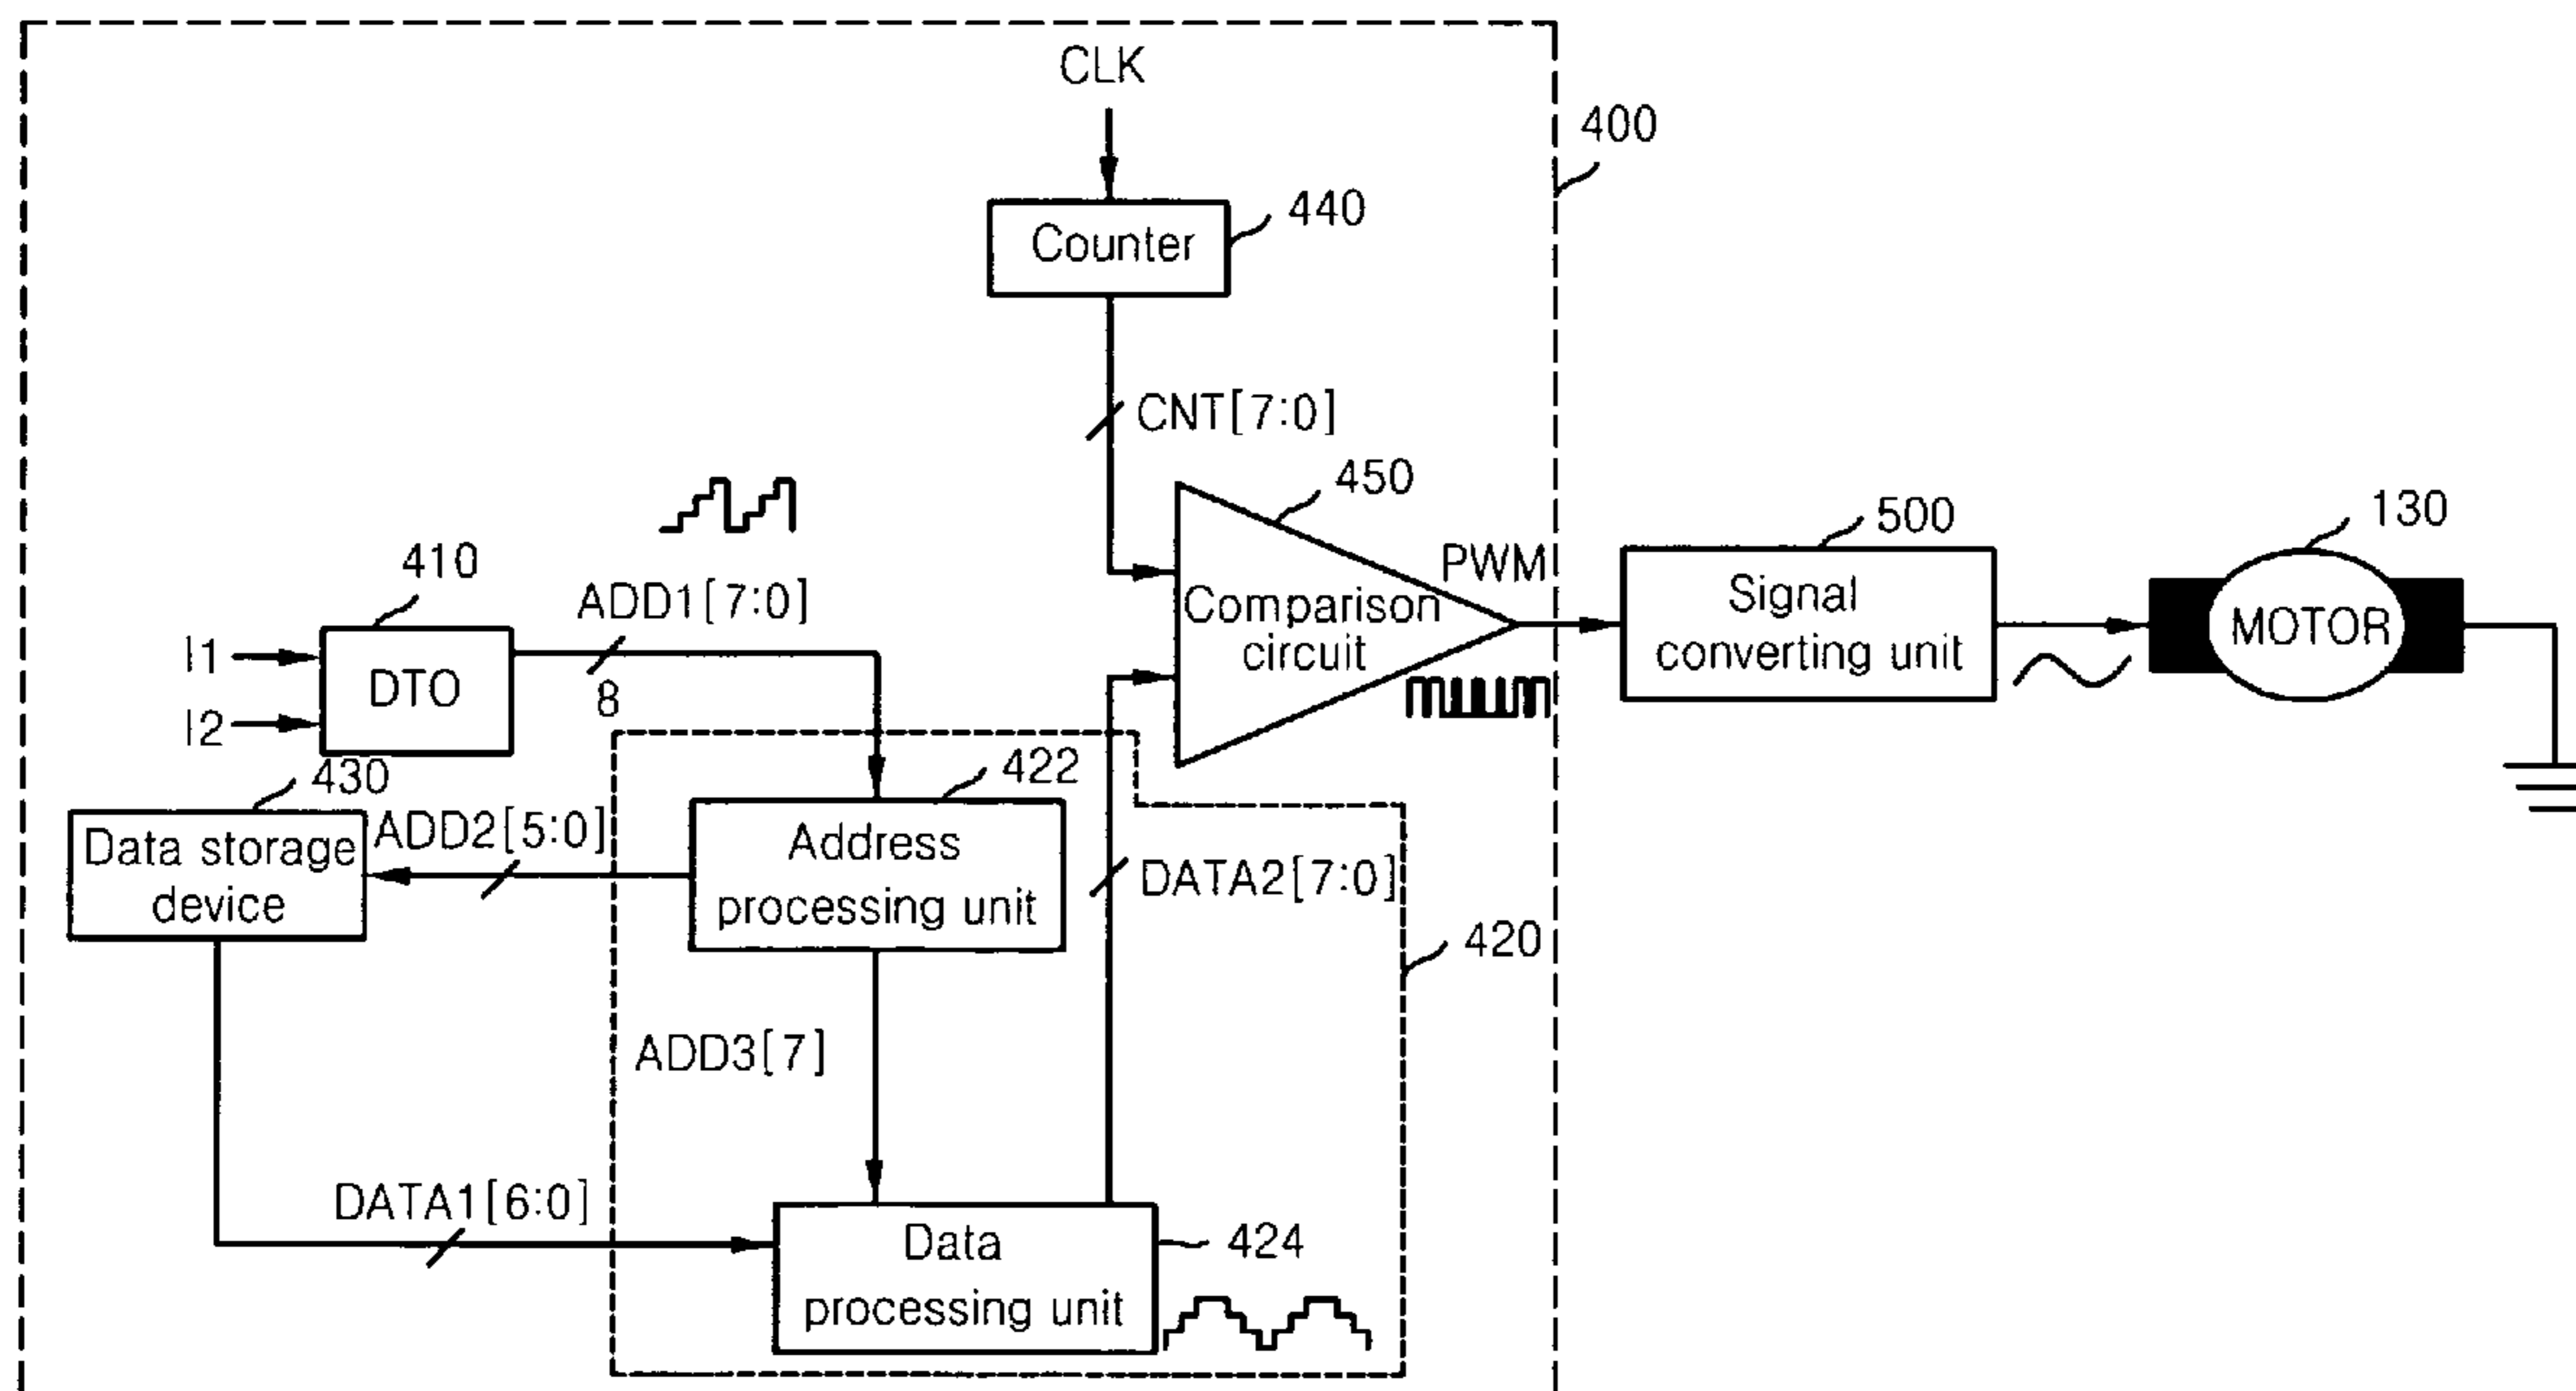 CLK
400
Counter
440
CNT[7:0]
450
PWM
500
130
Comparison
circuit
Signal
converting unit
MOTOR
410
ADD1[7:0]
8
I1
I2
DTO
430
422
Data storage
device
ADD2[5:0]
Address
processing unit
DATA2[7:0]
420
ADD3[7]
DATA1[6:0]
Data
processing unit
424